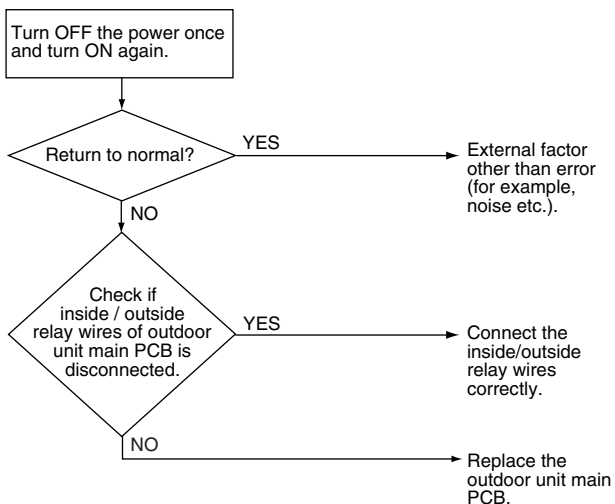 Turn OFF the power once
and turn ON again.
Return to normal?
YES
External factor
other than error
(for example,
noise etc.).
NO
Check if
inside / outside
relay wires of outdoor
unit main PCB is
disconnected.
YES
Connect the
inside/outside
relay wires
correctly.
NO
Replace the
outdoor unit main
PCB.